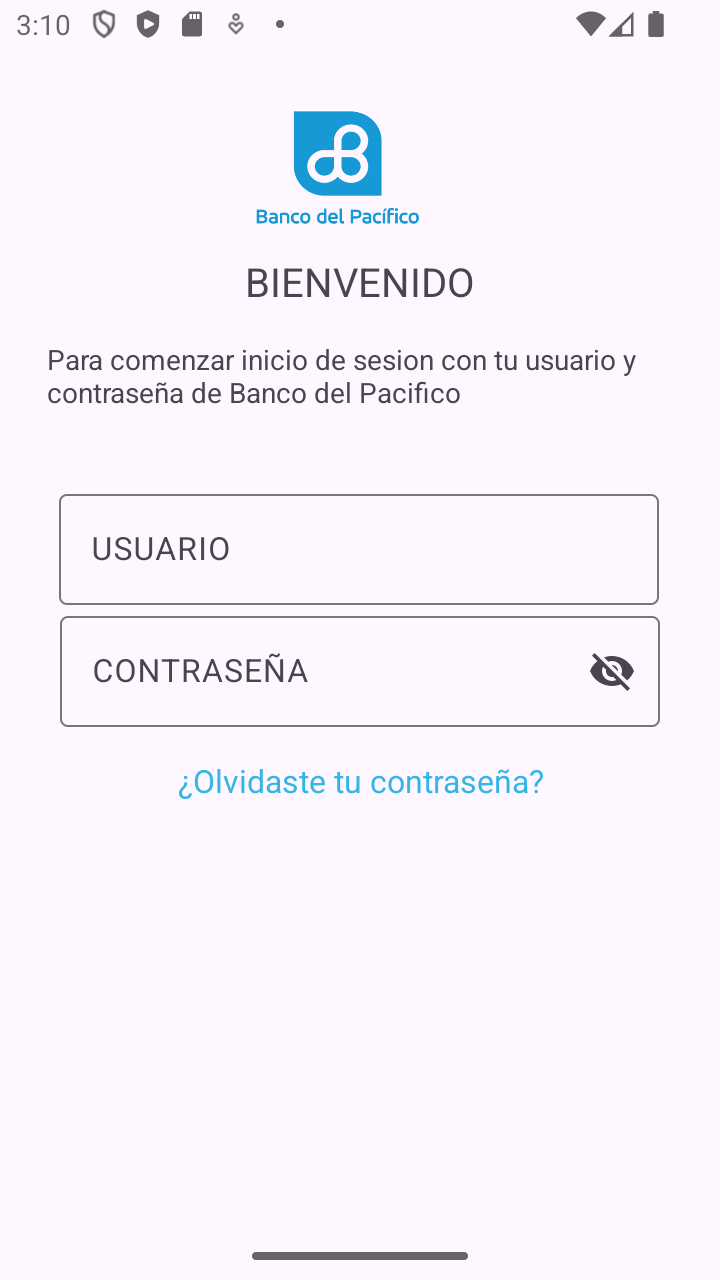 3:10
Banco del Pacífico
BIENVENIDO
Para comenzar inicio de sesion con tu usuario y
contraseña de Banco del Pacifico
USUARIO
CONTRASEÑA
¿Olvidaste tu contraseña?